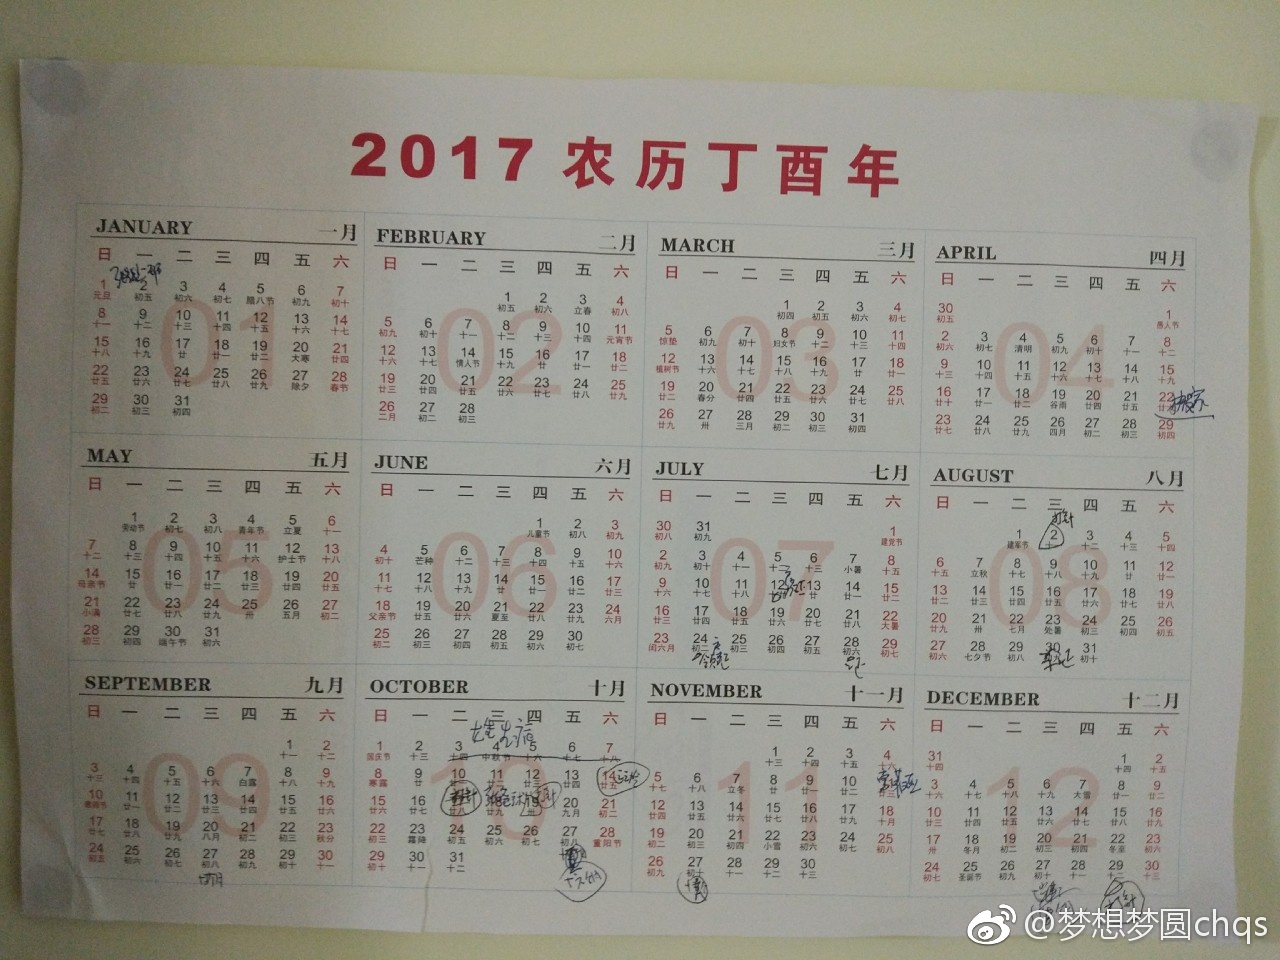 2017 农历丁酉年
JANUARY 一月
日 一 二 三 四 五 六
1 2 3 4 5 6 7
元旦 初五 初六 初七 腊八节 初九 初十
8 9 10 11 12 13 14
十一 十二 十三 十四 十五 十六 十七
15 16 17 18 19 20 21
十八 十九 廿 廿一 廿二 大寒 廿四
22 23 24 25 26 27 28
廿五 廿六 廿七 廿八 廿九 除夕 春节
29 30 31
初二 初三 初四
FEBRUARY 二月
日 一 二 三 四 五 六
1 2 3 4
初五 初六 立春 初八
5 6 7 8 9 10 11
初九 初十 十一 十二 十三 十四 元宵节
12 13 14 15 16 17 18
十六 十七 情人节 十九 廿 廿一 廿二
19 20 21 22 23 24 25
廿三 廿四 廿五 廿六 廿七 廿八 廿九
26 27 28
二月 初二 初三
MARCH 三月
日 一 二 三 四 五 六
1 2 3 4
初四 初五 初六 初七
5 6 7 8 9 10 11
惊蛰 初九 初十 妇女节 十二 十三 十四
12 13 14 15 16 17 18
植树节 十六 十七 十八 十九 廿 廿一
19 20 21 22 23 24 25
廿二 春分 廿四 廿五 廿六 廿七 廿八
26 27 28 29 30 31
廿九 卅 三月 初二 初三 初四
APRIL 四月
日 一 二 三 四 五 六
30 1
初五 愚人节
2 3 4 5 6 7 8
初六 初七 清明 初九 初十 十一 十二
9 10 11 12 13 14 15
十三 十四 十五 十六 十七 十八 十九
16 17 18 19 20 21 22
廿 廿一 廿二 谷雨 廿四 廿五 廿六
搬家
23 24 25 26 27 28 29
廿七 廿八 廿九 四月 初二 初三 初四
MAY 五月
日 一 二 三 四 五 六
1 2 3 4 5 6
劳动节 初七 初八 青年节 立夏 十一
7 8 9 10 11 12 13
十二 十三 十四 十五 十六 护士节 十八
14 15 16 17 18 19 20
母亲节 廿 廿一 廿二 廿三 廿四 廿五
21 22 23 24 25 26 27
小满 廿七 廿八 廿九 卅 五月 初二
28 29 30 31
初三 初四 端午节 初六
JUNE 六月
日 一 二 三 四 五 六
1 2 3
儿童节 初八 初九
4 5 6 7 8 9 10
初十 芒种 十二 十三 十四 十五 十六
11 12 13 14 15 16 17
十七 十八 十九 廿 廿一 廿二 廿三
18 19 20 21 22 23 24
父亲节 廿五 廿六 夏至 廿八 廿九 六月
25 26 27 28 29 30
初二 初三 初四 初五 初六 初七
JULY 七月
日 一 二 三 四 五 六
30 31 1
初八 初九 建党节
2 3 4 5 6 7 8
初九 初十 十一 十二 十三 小暑 十五
9 10 11 12 13 14 15
十六 十七 十八 廿 廿一 廿二
16 17 18 19 20 21 22
廿三 廿四 廿五 廿六 廿七 廿八 大暑
23 24 25 26 27 28 29
闰六月 初二 初三 初四 初五 初六 初七
AUGUST 八月
日 一 二 三 四 五 六
打针
1 2 3 4 5
建军节 十一 十二 十三 十四
6 7 8 9 10 11 12
十五 立秋 十七 十八 十九 廿 廿一
13 14 15 16 17 18 19
廿二 廿三 廿四 廿五 廿六 廿七 廿八
20 21 22 23 24 25 26
廿九 卅 七月 处暑 初三 初四 初五
27 28 29 30 31
初六 七夕节 初八 初九 初十
SEPTEMBER 九月
日 一 二 三 四 五 六
1 2
十一 十二
3 4 5 6 7 8 9
十三 十四 十五 十六 白露 十八 十九
10 11 12 13 14 15 16
教师节 廿一 廿二 廿三 廿四 廿五 廿六
17 18 19 20 21 22 23
廿七 廿八 廿九 八月 初二 初三 秋分
24 25 26 27 28 29 30
初五 初六 初七 初八 初九 初十 十一
OCTOBER 十月
日 一 二 三 四 五 六
1 2 3 4 5 6 7
国庆节 十三 十四 中秋节 十六 十七 十八
8 9 10 11 12 13 14
寒露 廿 廿一 廿二 廿三 廿四 廿五
15 16 20 21
廿六 廿七 廿八 廿九 卅 九月 初二
22 23 24 25 26 27 28
初三 霜降 初五 初六 初七 初八 重阳节
29 30 31
初十 十一 十二
NOVEMBER 十一月
日 一 二 三 四 五 六
1 2 3 4
十三 十四 十五 十六
5 6 7 8 9 10
十七 十八 立冬 廿 廿一 廿二
12 13 14 15 16 17 18
廿四 廿五 廿六 廿七 廿八 廿九 十月
19 20 21 22 23 24 25
初二 初三 初四 小雪 初六 初七 初八
26 27 28 29 30
初九 初十 十一 十二 十三
DECEMBER 十二月
日 一 二 三 四 五 六
31 1 2
十四 十四 十五
3 4 5 6 7 8 9
十六 十七 十八 十九 大雪 廿一 廿二
10 11 12 13 14 15 16
廿三 廿四 廿五 廿六 廿七 廿八 廿九
17 18 19 20 21 22 23
卅 冬月 初二 初三 初四 冬至 初六
24 25 26 27 28 29 30
初七 圣诞节 初九 初十 十一 十二 十三
打针
@梦想梦圆chqs